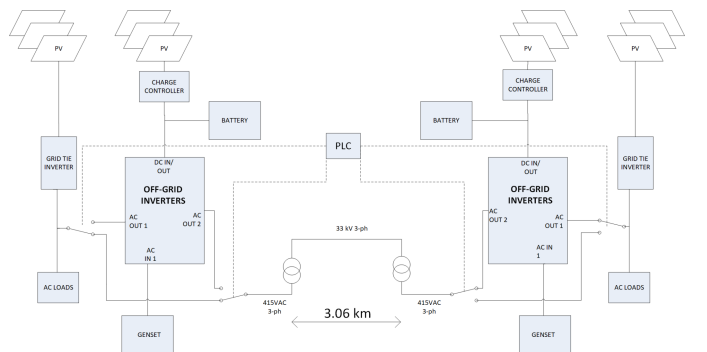 PV
PV
PV
PV
CHARGE
CONTROLLER
CHARGE
CONTROLLER
BATTERY
BATTERY
PLC
GRID TIE
INVERTER
GRID TIE
INVERTER
DC IN/
OUT
OFF-GRID
INVERTERS
AC
OUT 1
AC
OUT 2
AC
IN 1
DC IN/
OUT
OFF-GRID
INVERTERS
AC
OUT 2
AC
OUT 1
AC IN
1
33 kV 3-ph
AC LOADS
AC LOADS
415VAC
3-ph
3.06 km
415VAC
3-ph
GENSET
GENSET